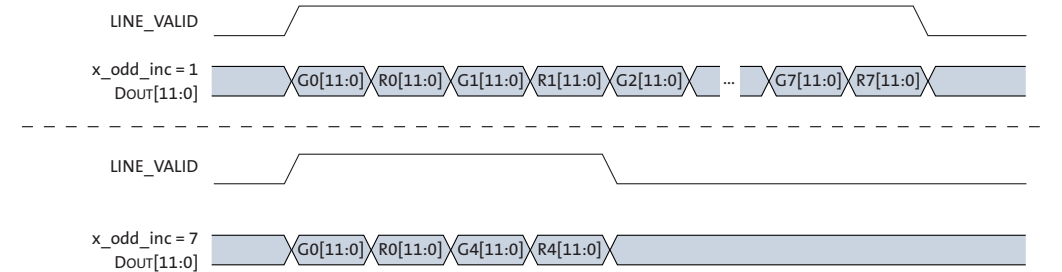 LINE_VALID
x_odd_inc = 1
DOUT[11:0]
G0[11:0] R0[11:0] G1[11:0] R1[11:0] G2[11:0] ... G7[11:0] R7[11:0]
LINE_VALID
x_odd_inc = 7
DOUT[11:0]
G0[11:0] R0[11:0] G4[11:0] R4[11:0]